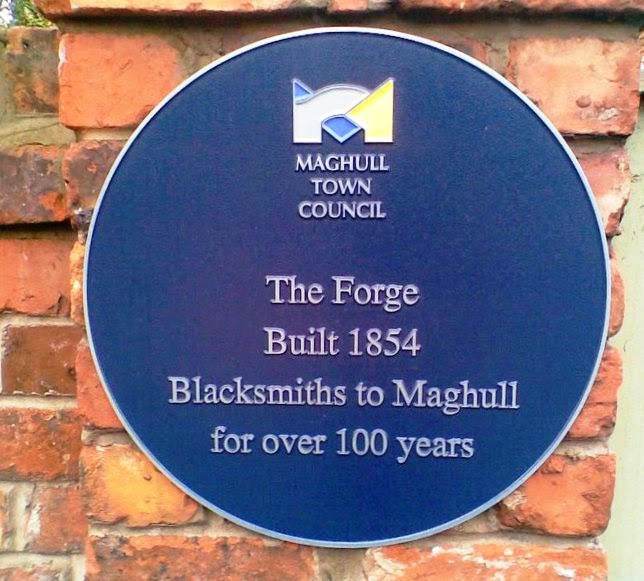 MAGHULL
TOWN
COUNCIL
The Forge
Built 1854
Blacksmiths to Maghull
for over 100 years